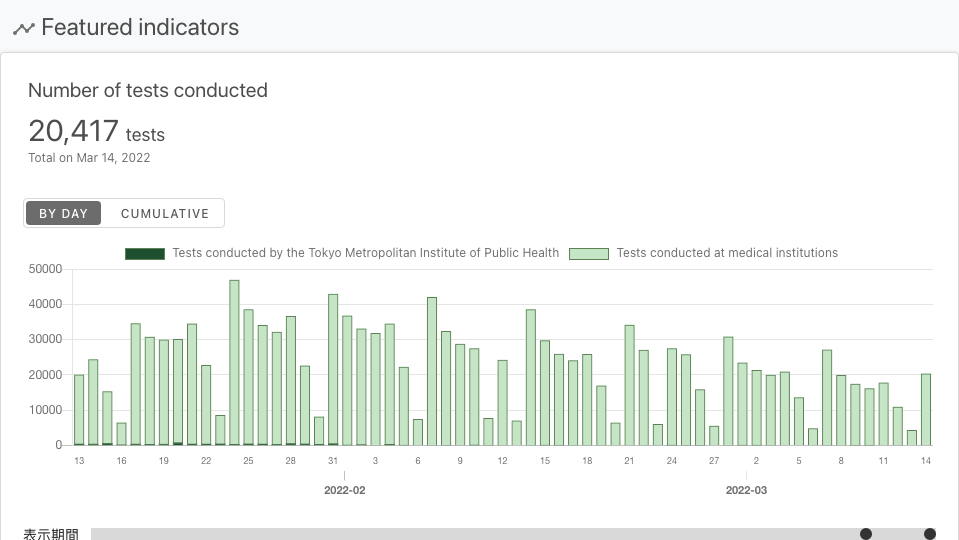 Featured indicators
Number of tests conducted
20,417 tests
Total on Mar 14, 2022
BY DAY CUMULATIVE
Tests conducted by the Tokyo Metropolitan Institute of Public Health Tests conducted at medical institutions
50000
40000
30000
20000
10000
0
13 16 19 22 25 28 31 3 6 9 12 15 18 21 24 27 2 5 8 11 14
2022-02 2022-03
表示期間